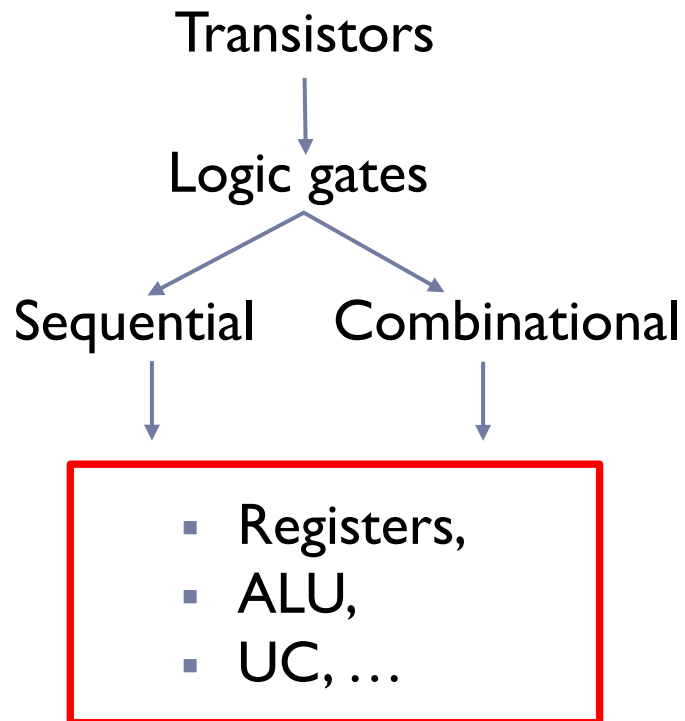 Transistors
Logic gates
Sequential Combinational
▪ Registers,
▪ ALU,
▪ UC, …